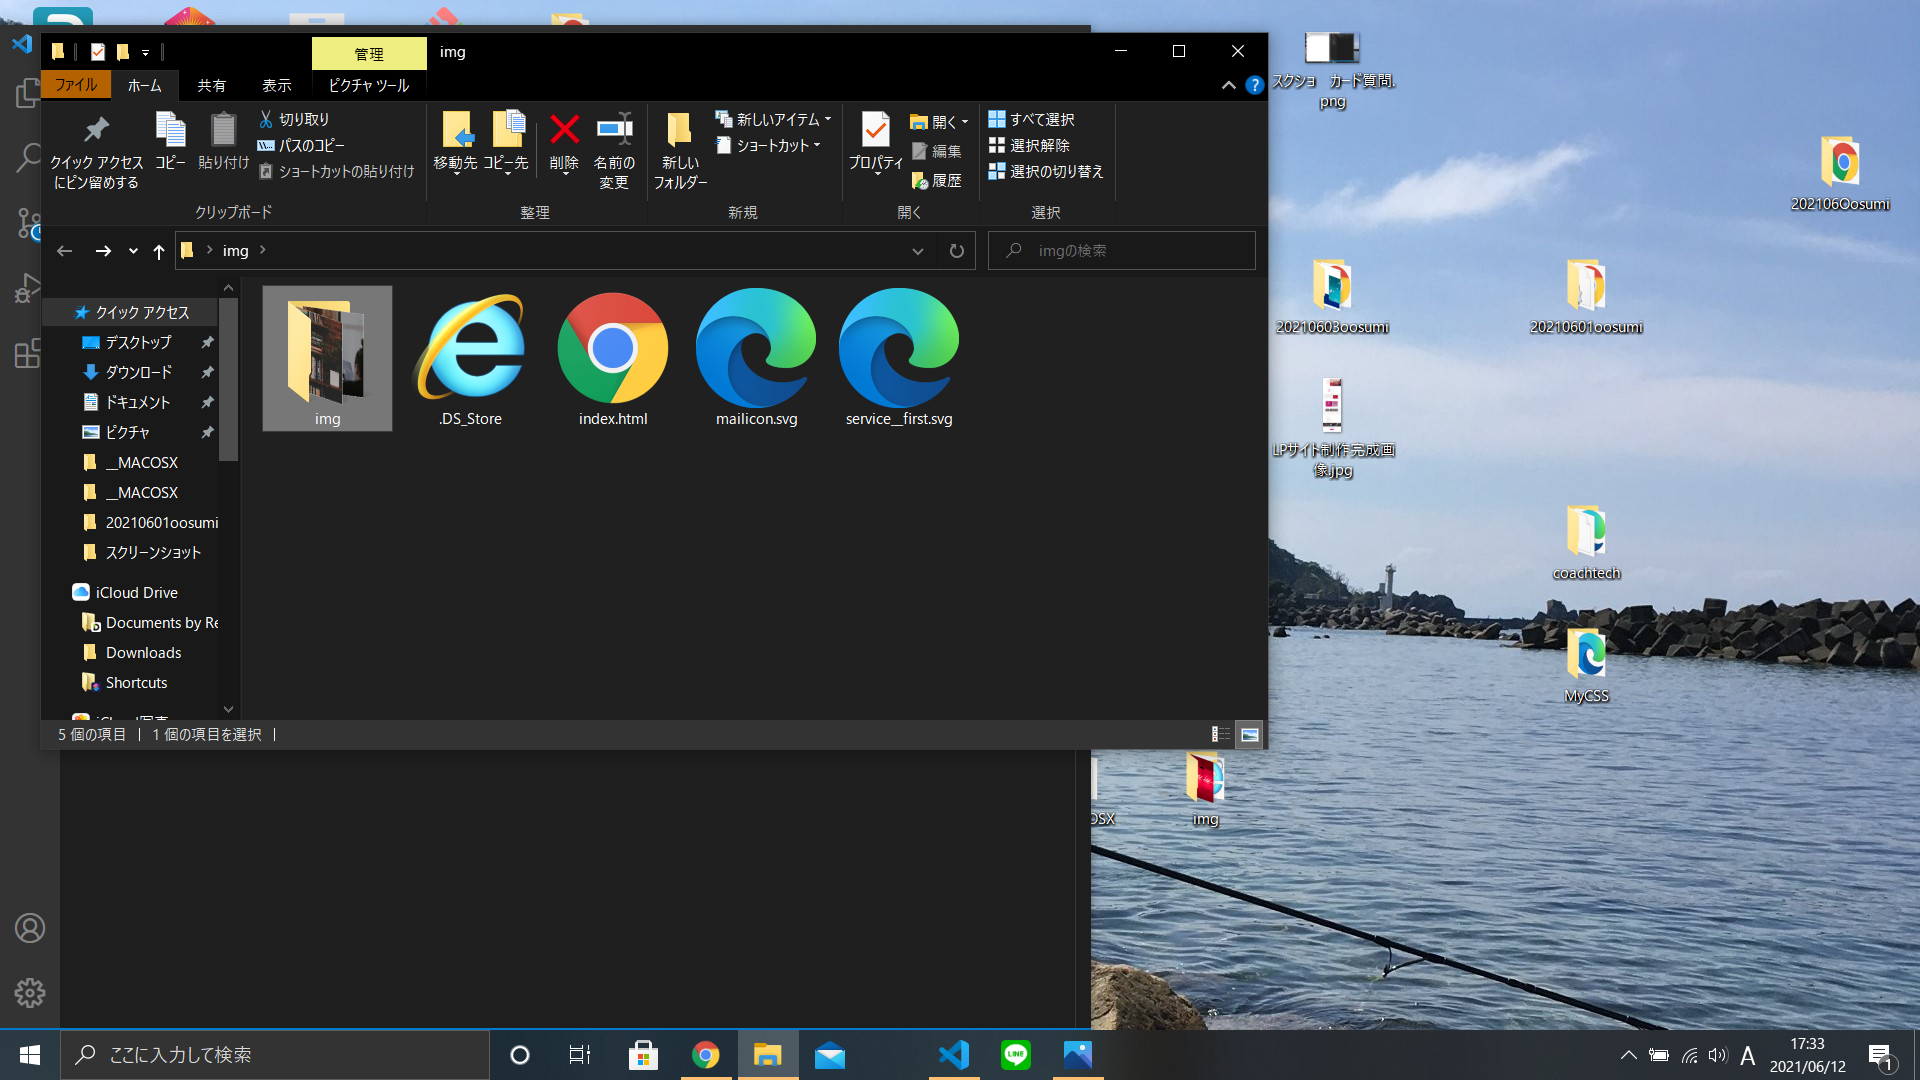 管理
img
ファイル
ホーム
共有
表示
ピクチャ ツール
クイック アクセス
にピン留めする
コピー
貼り付け
切り取り
パスのコピー
ショートカットの貼り付け
クリップボード
移動先
コピー先
削除
名前の
変更
整理
新しい
フォルダー
新しいアイテム
ショートカット
新規
プロパティ
開く
編集
履歴
開く
すべて選択
選択解除
選択の切り替え
選択
img
imgの検索
クイック アクセス
デスクトップ
ダウンロード
ドキュメント
ピクチャ
__MACOSX
__MACOSX
20210601oosumi
スクリーンショット
iCloud Drive
Documents by Re
Downloads
Shortcuts
iCloud写真
img
.DS_Store
index.html
mailicon.svg
service__first.svg
5 個の項目
1 個の項目を選択
スクショ　カード質問.
png
202106Oosumi
20210603oosumi
20210601oosumi
LPサイト制作完成画
像.jpg
coachtech
MyCSS
OSX
img
ここに入力して検索
LINE
A
17:33
2021/06/12
1